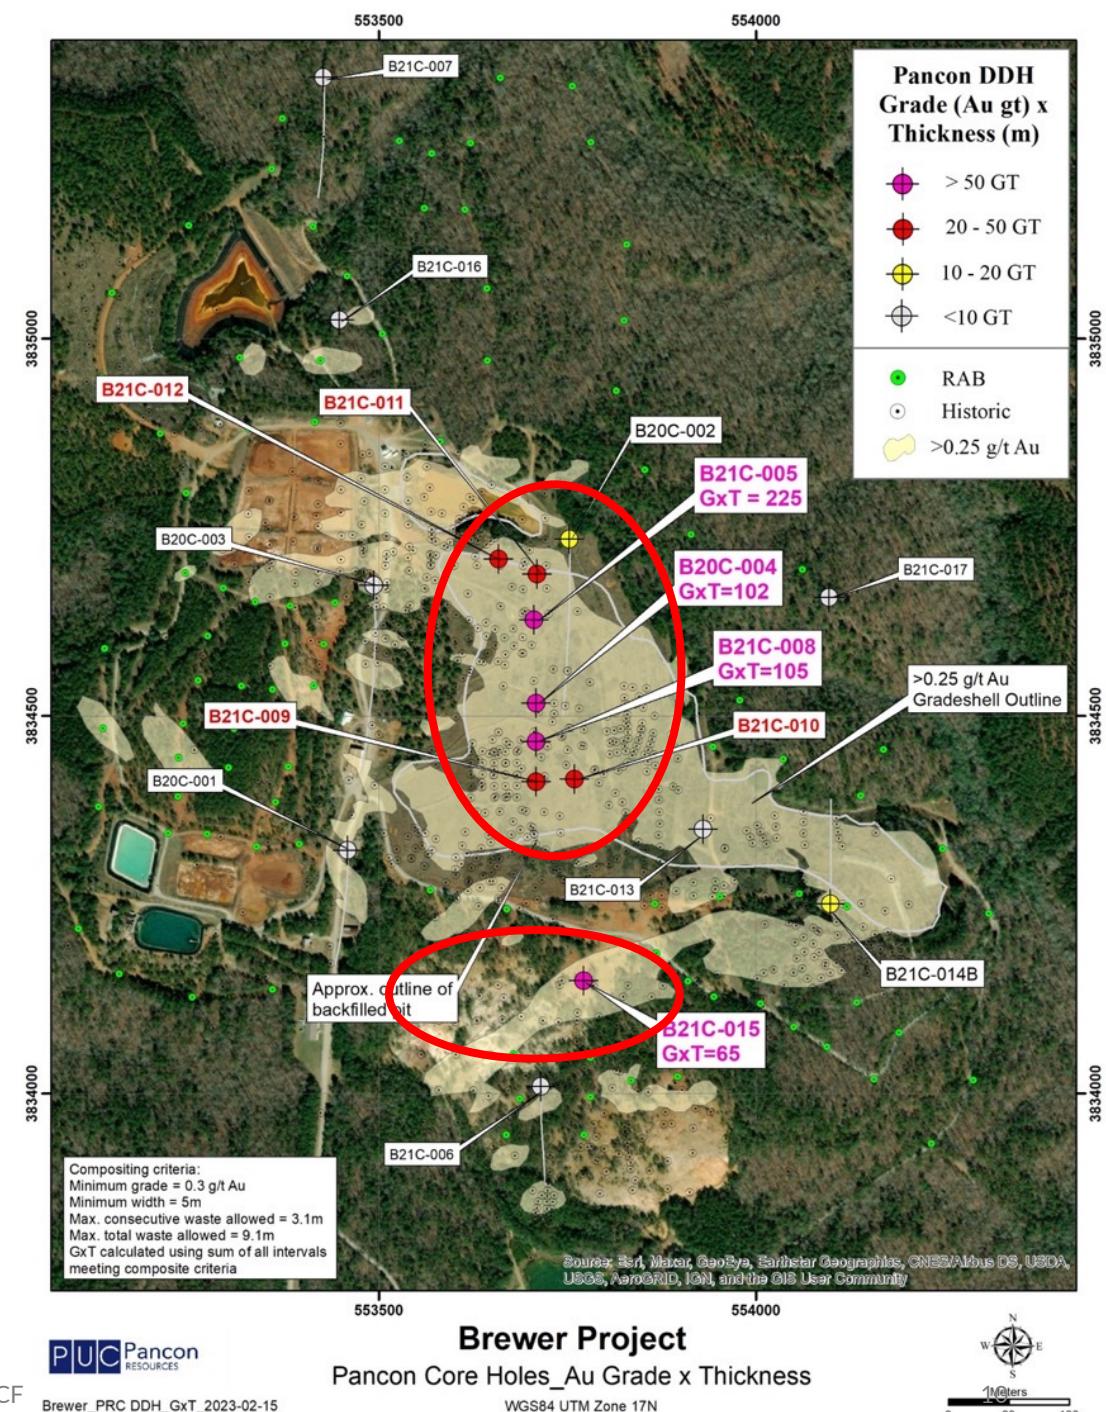 553500
554000
B21C-007
Pancon DDH
Grade (Au gt) x
Thickness (m)
> 50 GT
20 - 50 GT
10 - 20 GT
<10 GT
RAB
Historic
>0.25 g/t Au
B21C-016
3835000
3835000
B21C-012
B21C-011
B20C-002
B21C-005
GxT = 225
B20C-003
B20C-004
GxT=102
B21C-017
B21C-008
GxT=105
>0.25 g/t Au
Gradeshell Outline
B21C-009
B21C-010
3834500
3834500
B20C-001
B21C-013
B21C-014B
Approx. outline of
backfilled pit
B21C-015
GxT=65
3834000
3834000
B21C-006
Compositing criteria:
Minimum grade = 0.3 g/t Au
Minimum width = 5m
Max. consecutive waste allowed = 3.1m
Max. total waste allowed = 9.1m
GxT calculated using sum of all intervals
meeting composite criteria
Source: Esri, Maxar, GeoEye, Earthstar Geographics, CNES/Airbus DS, USDA,
USGS, AeroGRID, IGN, and the GIS User Community
553500
554000
PUC Pancon
RESOURCES
Brewer Project
Pancon Core Holes_Au Grade x Thickness
WGS84 UTM Zone 17N
N
W E
S
Meters
CF
Brewer_PRC DDH_GxT_2023-02-15